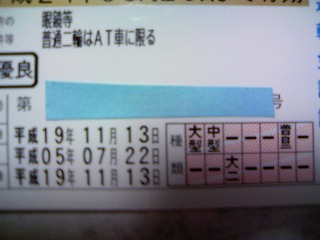 眼鏡等
普通二輪はAT車に限る
優良
第 号
平成19年11月13日
平成05年07月22日
平成19年11月13日
種類
大型 中型 － － － 普自二 －
－ － 大二 － － － －